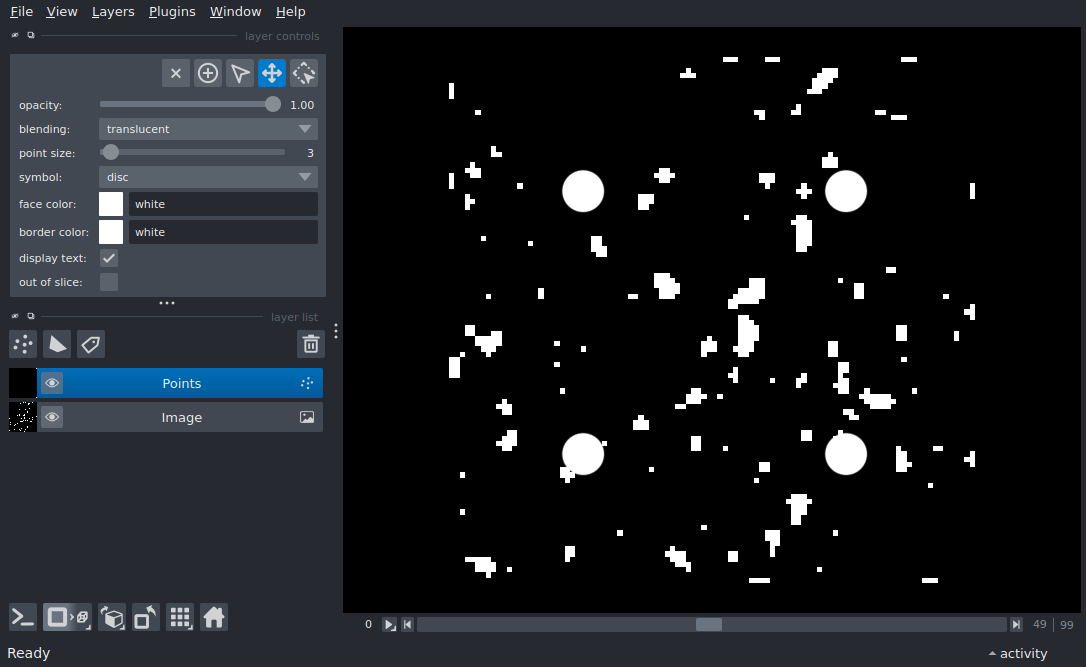 File View Layers Plugins Window Help
layer controls
opacity: 1.00
blending: translucent
point size: 3
symbol: disc
face color: white
border color: white
display text:
out of slice:
layer list
Points
Image
0 49 99
Ready activity